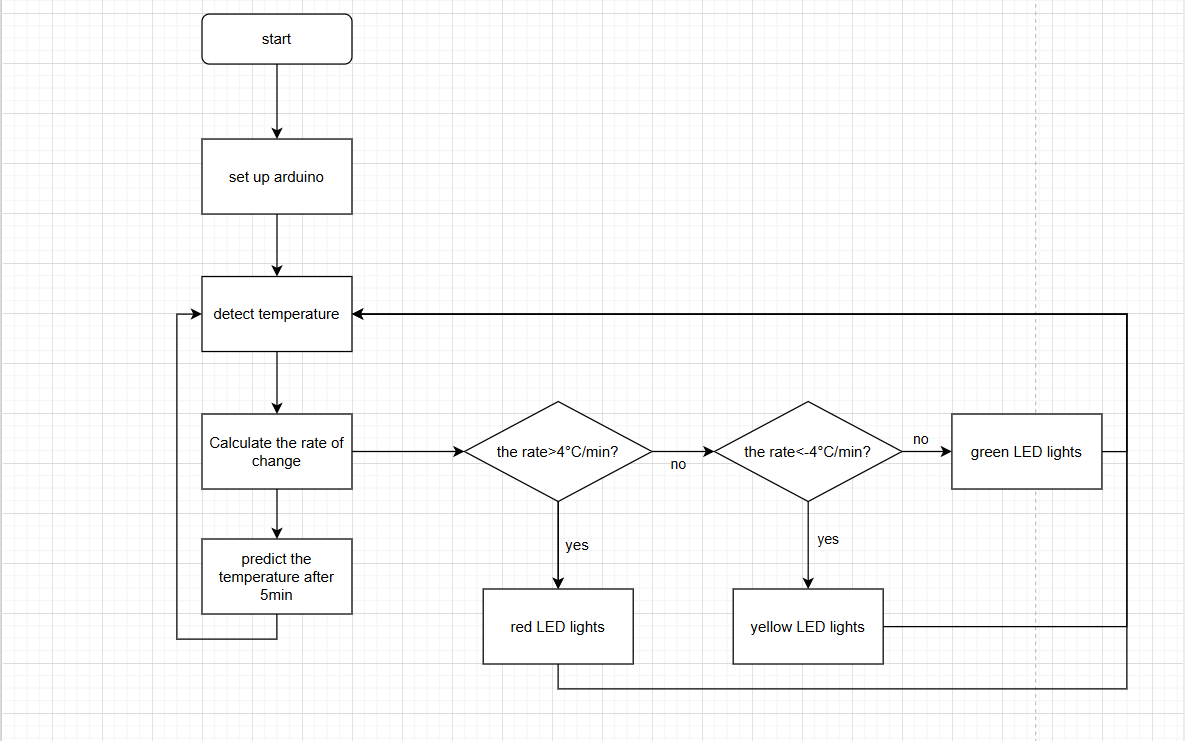 start
set up arduino
detect temperature
Calculate the rate of
change
the rate>4°C/min?
no
the rate<-4°C/min?
no
green LED lights
yes
yes
predict the
temperature after
5min
red LED lights
yellow LED lights